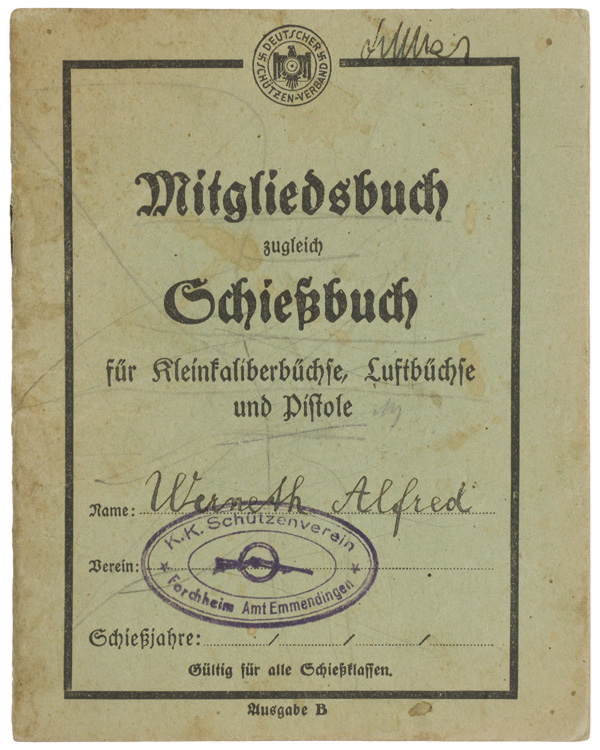 DEUTSCHER
SCHÜTZEN-VERBAND
Mitgliedsbuch
zugleich
Schießbuch
für Kleinkaliberbüchse, Luftbüchse
und Pistole
Name: Werneth Alfred
K.K. Schützenverein
Verein:
Forchheim Amt Emmendingen
Schießjahre: / / /
Gültig für alle Schießklassen.
Ausgabe B